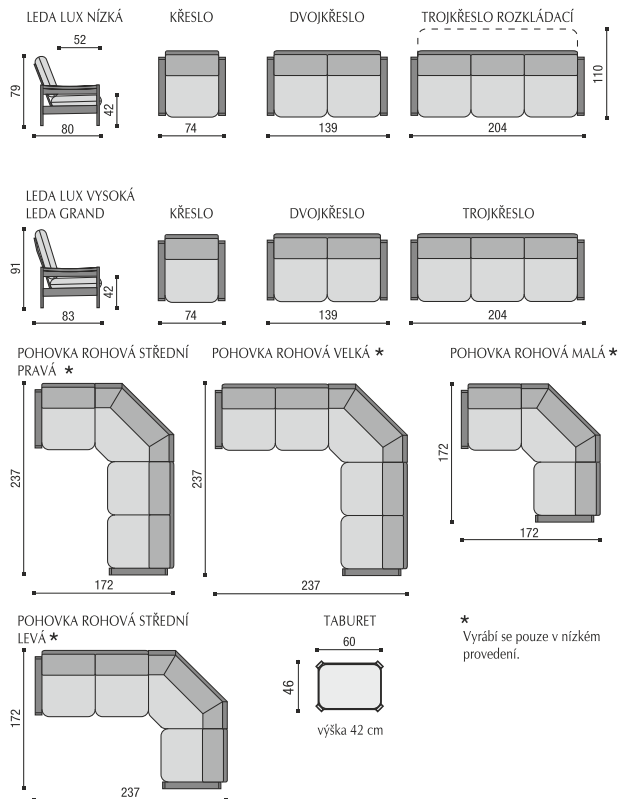 LEDA LUX NÍZKÁ KŘESLO DVOJKŘESLO TROJKŘESLO ROZKLÁDACÍ
52
79
42
110
80 74 139 204
LEDA LUX VYSOKÁ
LEDA GRAND KŘESLO DVOJKŘESLO TROJKŘESLO
91
42
83 74 139 204
POHOVKA ROHOVÁ STŘEDNÍ
PRAVÁ *
POHOVKA ROHOVÁ VELKÁ *
POHOVKA ROHOVÁ MALÁ *
237
237
172
172
172
237
POHOVKA ROHOVÁ STŘEDNÍ
LEVÁ *
172
237
TABURET
60
46
výška 42 cm
*
Vyrábí se pouze v nízkém
provedení.